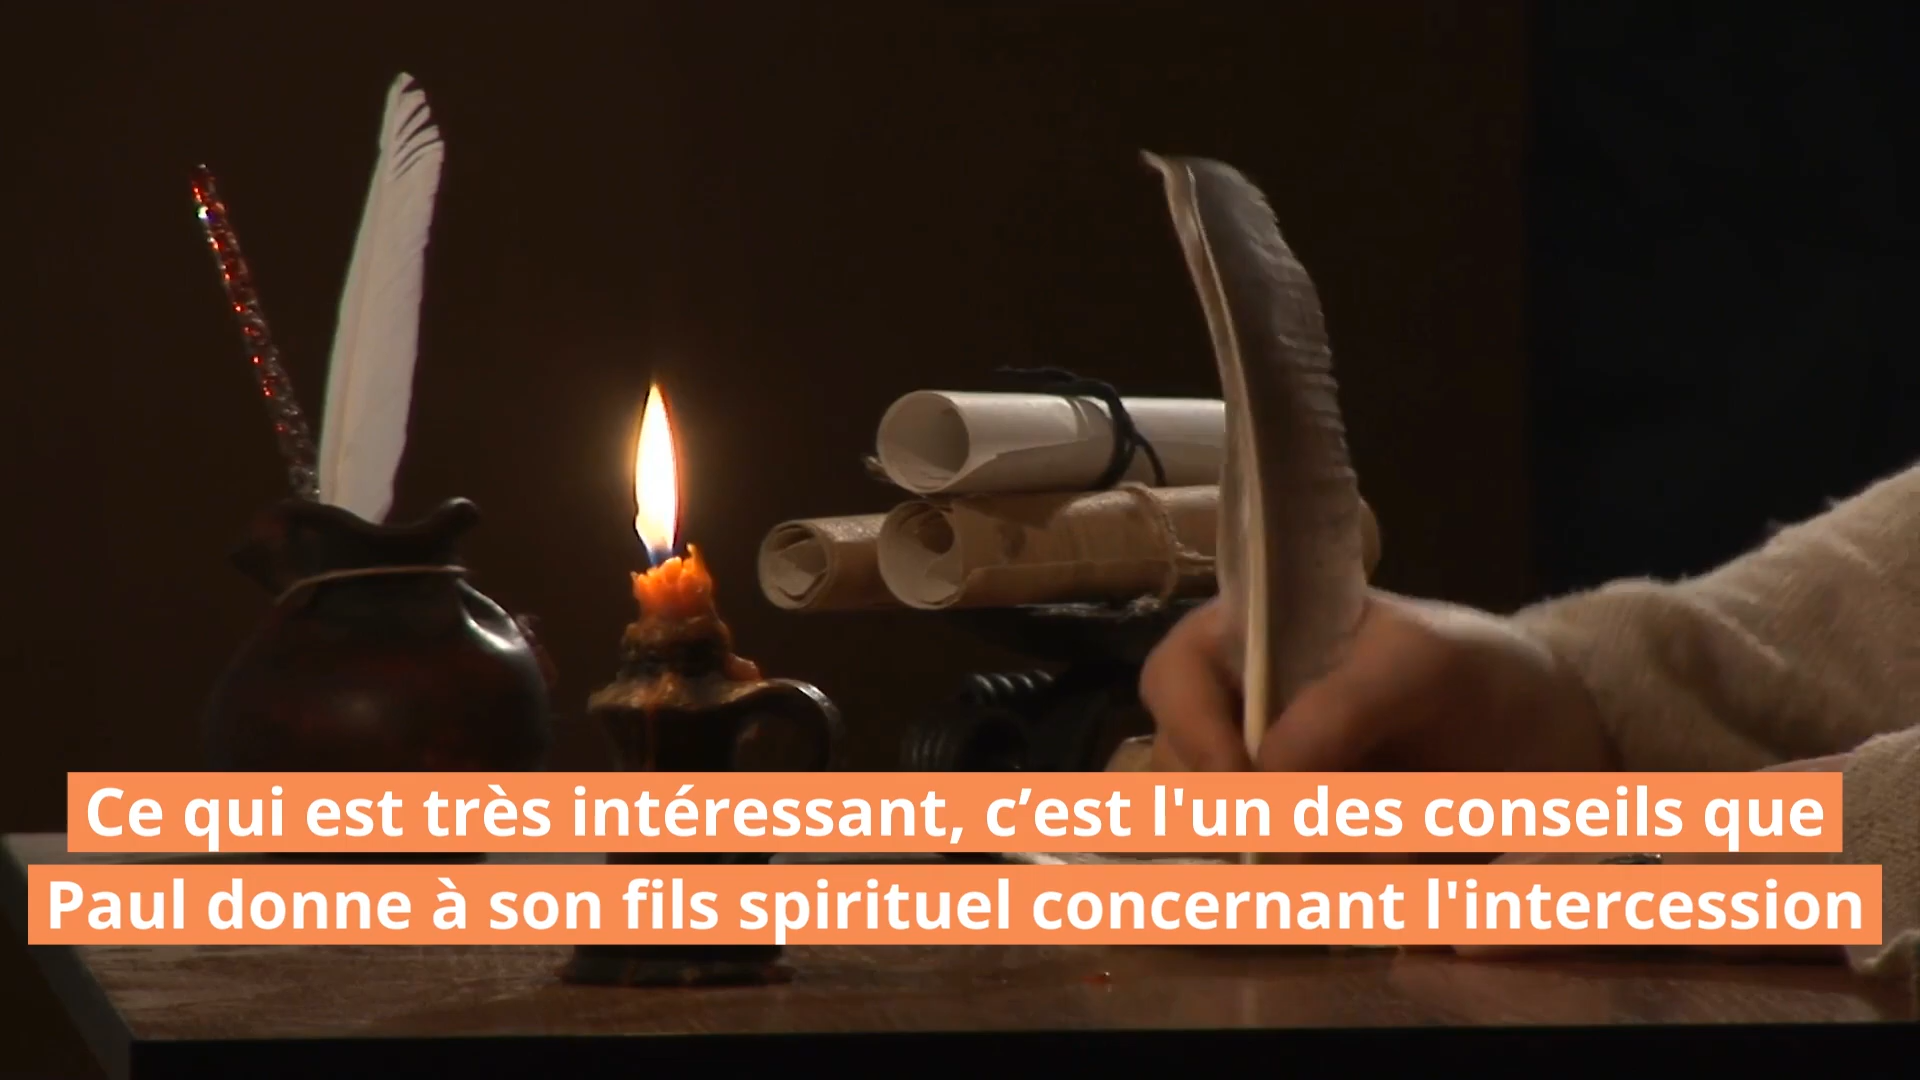 Ce qui est très intéressant, c’est l'un des conseils que
Paul donne à son fils spirituel concernant l'intercession